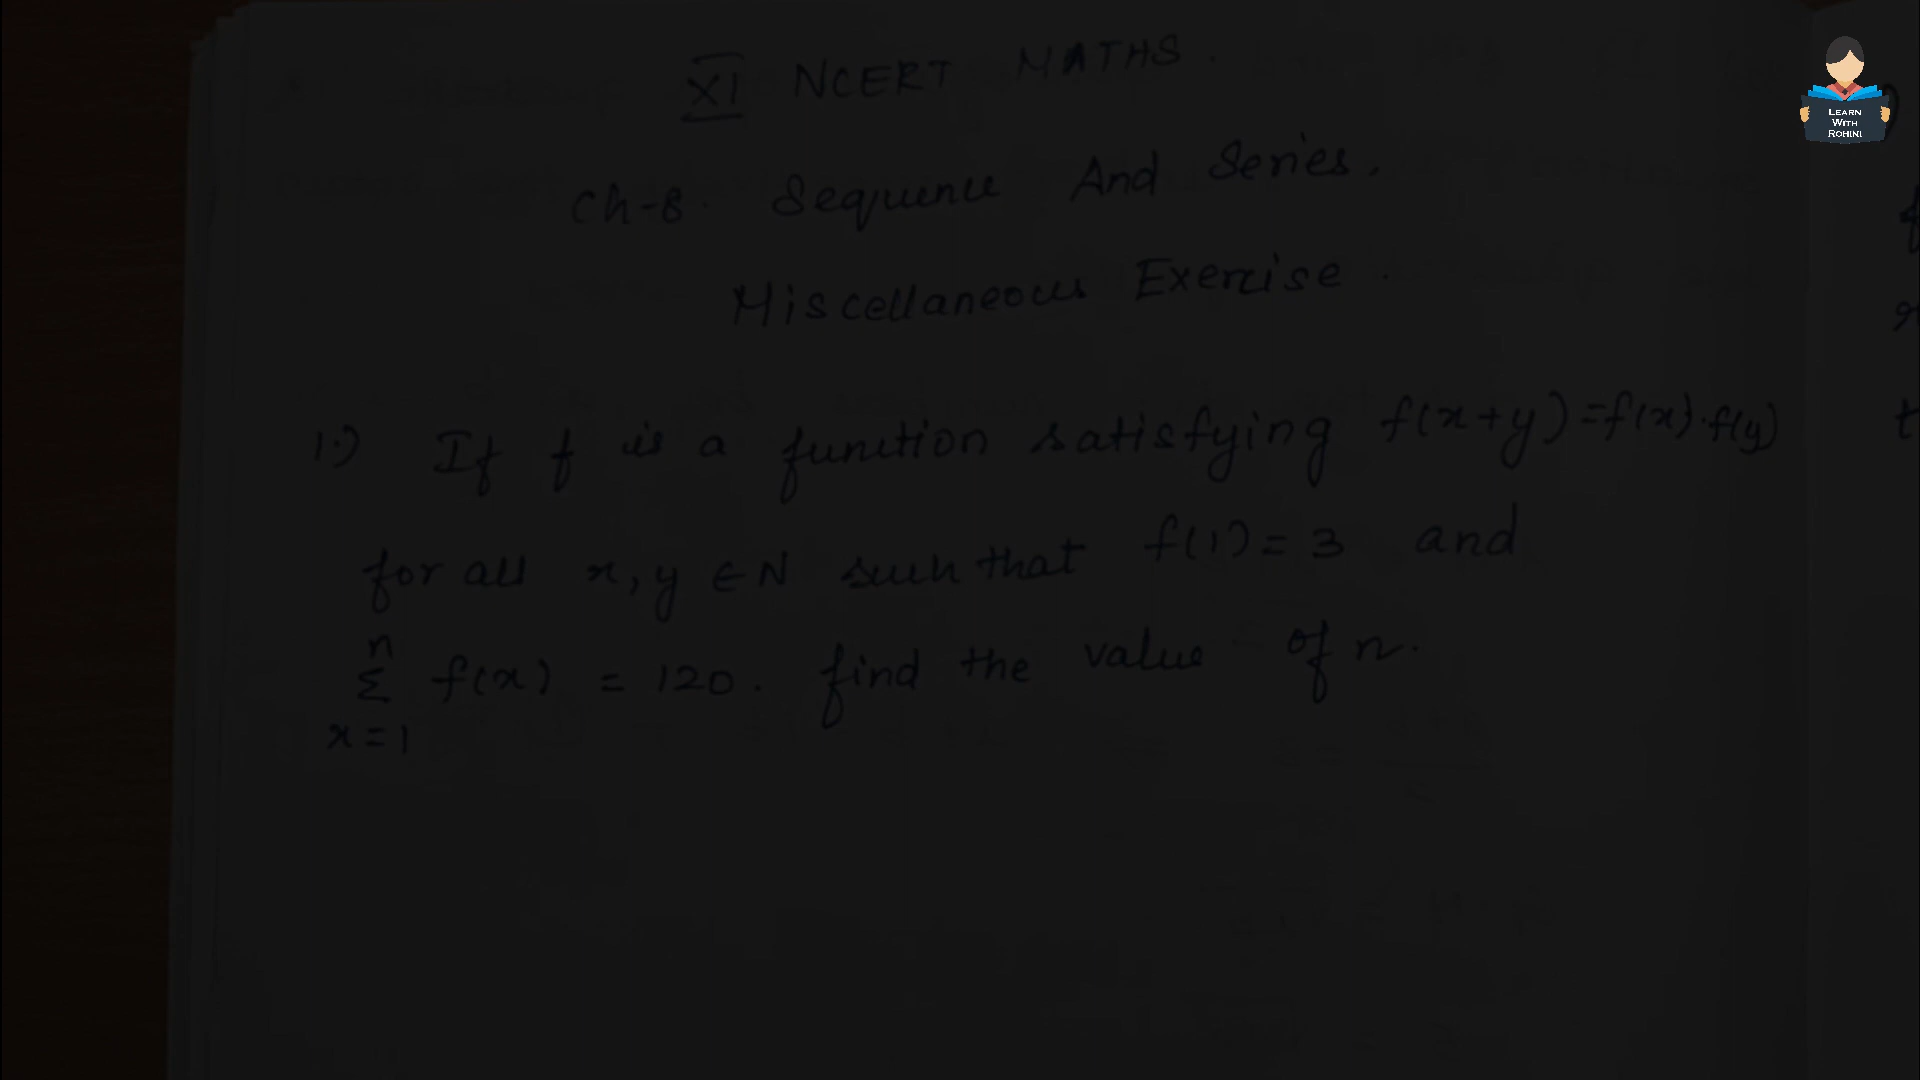 XI NCERT MATHS.
Ch-8. Sequence And Series.
Miscellaneous Exercise.
1.) If f is a function satisfying f(x+y)=f(x).f(y)
for all x, y ∈ N such that f(1) = 3 and
n
Σ f(x) = 120. find the value of n.
x=1
LEARN
WITH
ROHINI